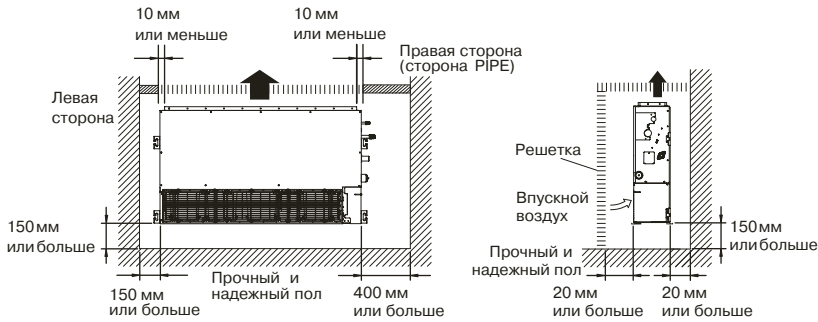 10 мм
или меньше
10 мм
или меньше
Правая сторона
(сторона PIPE)
Левая
сторона
150 мм
или больше
Прочный и
надежный пол
150 мм
или больше
400 мм
или больше
Решетка
Впускной
воздух
150 мм
или больше
Прочный и
надежный пол
20 мм
или больше
20 мм
или больше